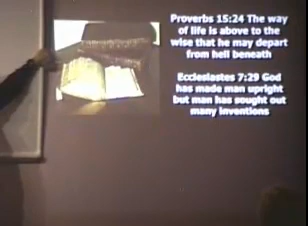 Proverbs 15:24 The way
of life is above to the
wise that he may depart
from hell beneath
Ecclesiastes 7:29 God
has made man upright
but man has sought out
many inventions